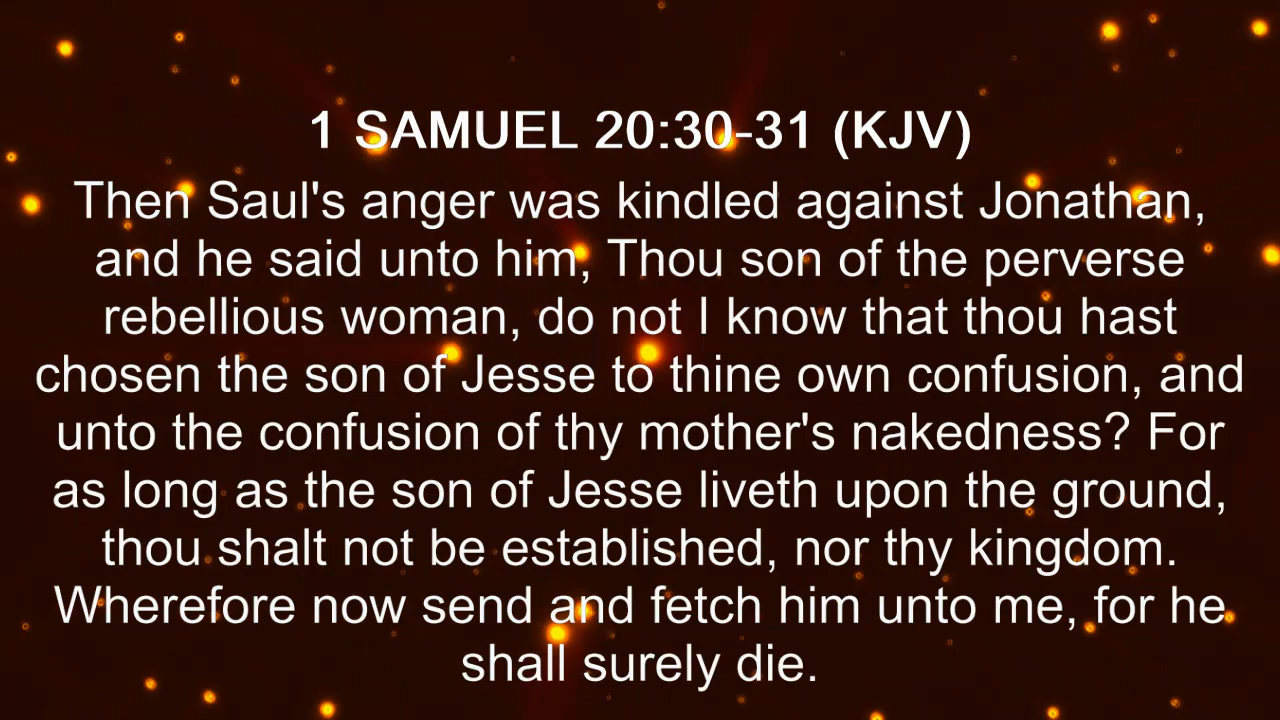 1 SAMUEL 20:30-31 (KJV)
Then Saul's anger was kindled against Jonathan,
and he said unto him, Thou son of the perverse
rebellious woman, do not I know that thou hast
chosen the son of Jesse to thine own confusion, and
unto the confusion of thy mother's nakedness? For
as long as the son of Jesse liveth upon the ground,
thou shalt not be established, nor thy kingdom.
Wherefore now send and fetch him unto me, for he
shall surely die.